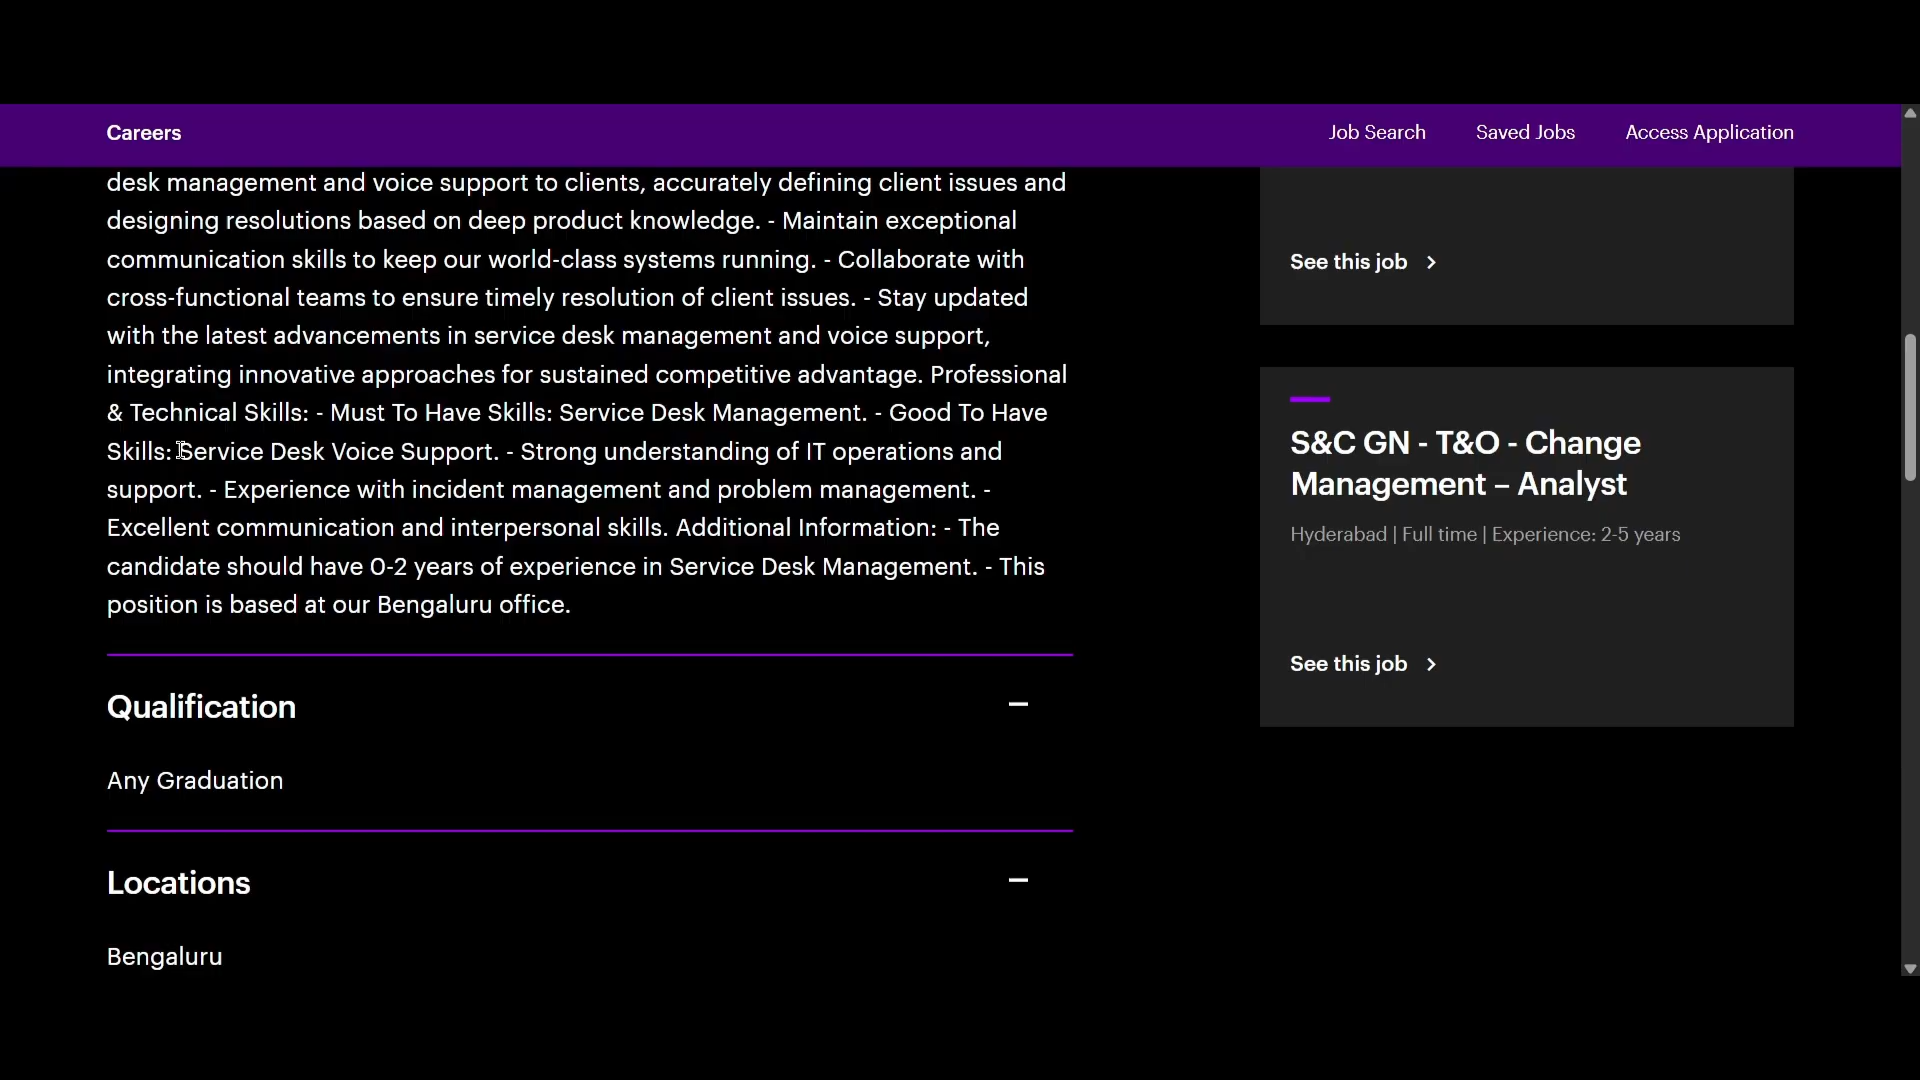 Careers
Job Search
Saved Jobs
Access Application
desk management and voice support to clients, accurately defining client issues and
designing resolutions based on deep product knowledge. - Maintain exceptional
communication skills to keep our world-class systems running. - Collaborate with
cross-functional teams to ensure timely resolution of client issues. - Stay updated
with the latest advancements in service desk management and voice support,
integrating innovative approaches for sustained competitive advantage. Professional
& Technical Skills: - Must To Have Skills: Service Desk Management. - Good To Have
Skills: Service Desk Voice Support. - Strong understanding of IT operations and
support. - Experience with incident management and problem management. -
Excellent communication and interpersonal skills. Additional Information: - The
candidate should have 0-2 years of experience in Service Desk Management. - This
position is based at our Bengaluru office.
Qualification
Any Graduation
Locations
Bengaluru
See this job
S&C GN - T&O - Change
Management – Analyst
Hyderabad | Full time | Experience: 2-5 years
See this job